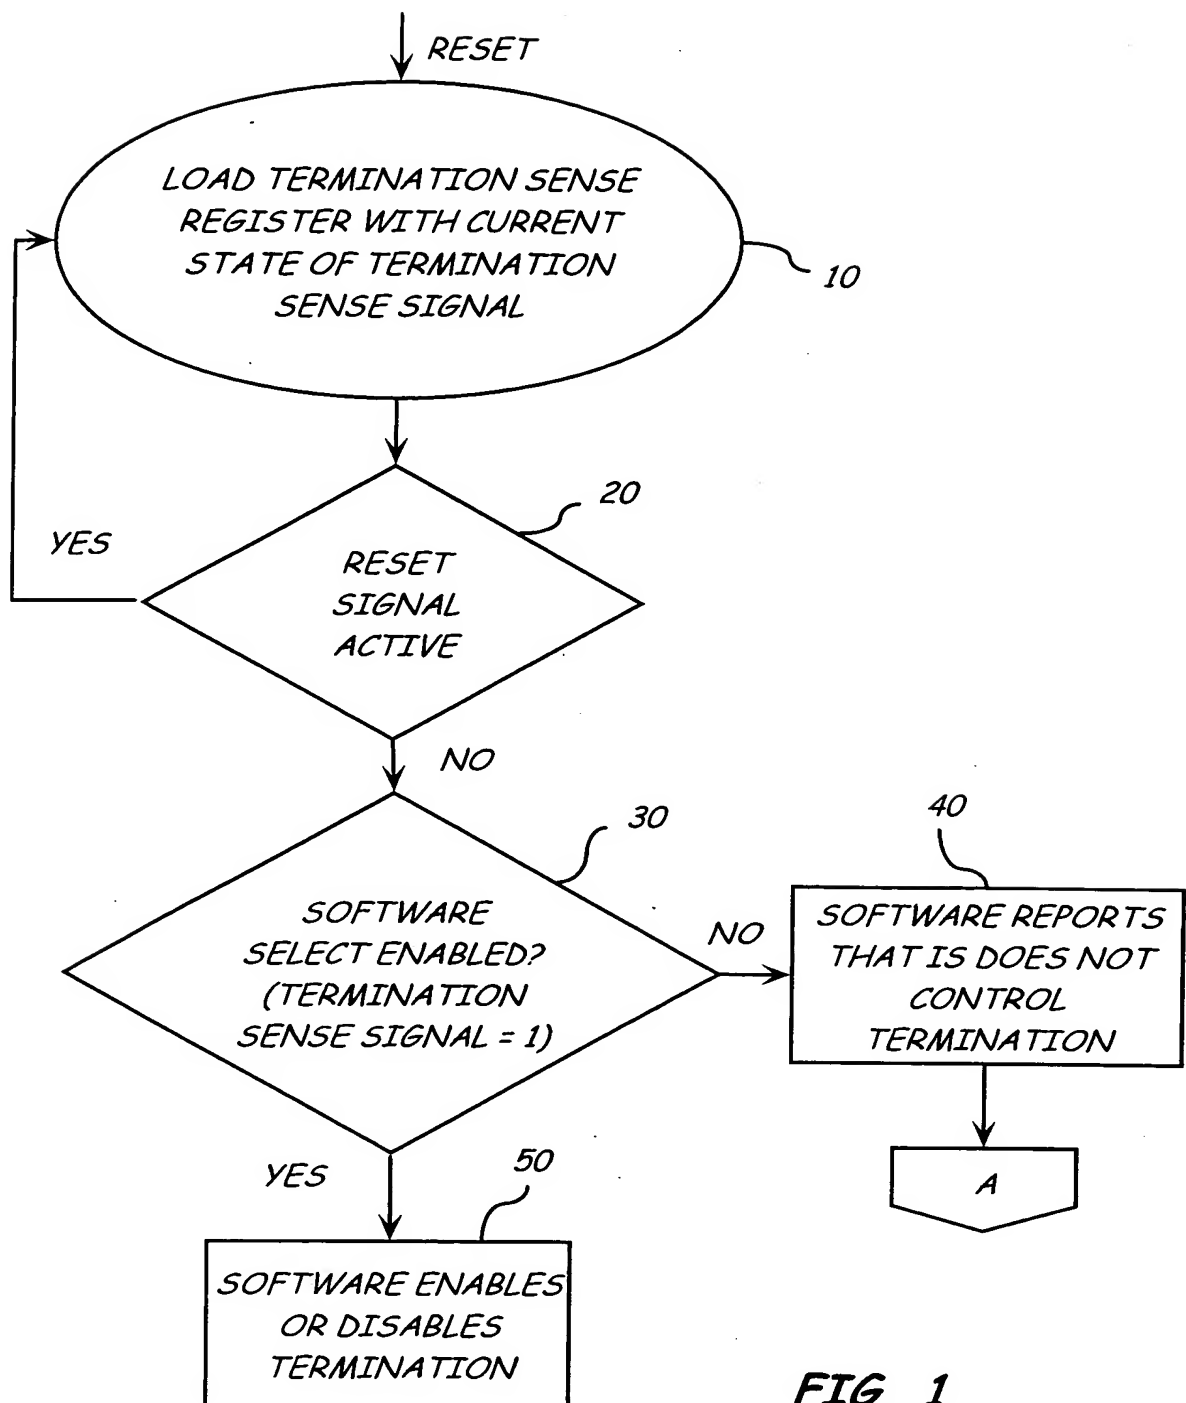 RESET
LOAD TERMINATION SENSE
REGISTER WITH CURRENT
STATE OF TERMINATION
SENSE SIGNAL
10
20
YES
RESET
SIGNAL
ACTIVE
NO
30
40
SOFTWARE
SELECT ENABLED?
(TERMINATION
SENSE SIGNAL = 1)
NO
SOFTWARE REPORTS
THAT IS DOES NOT
CONTROL
TERMINATION
YES
50
A
SOFTWARE ENABLES
OR DISABLES
TERMINATION
FIG 1